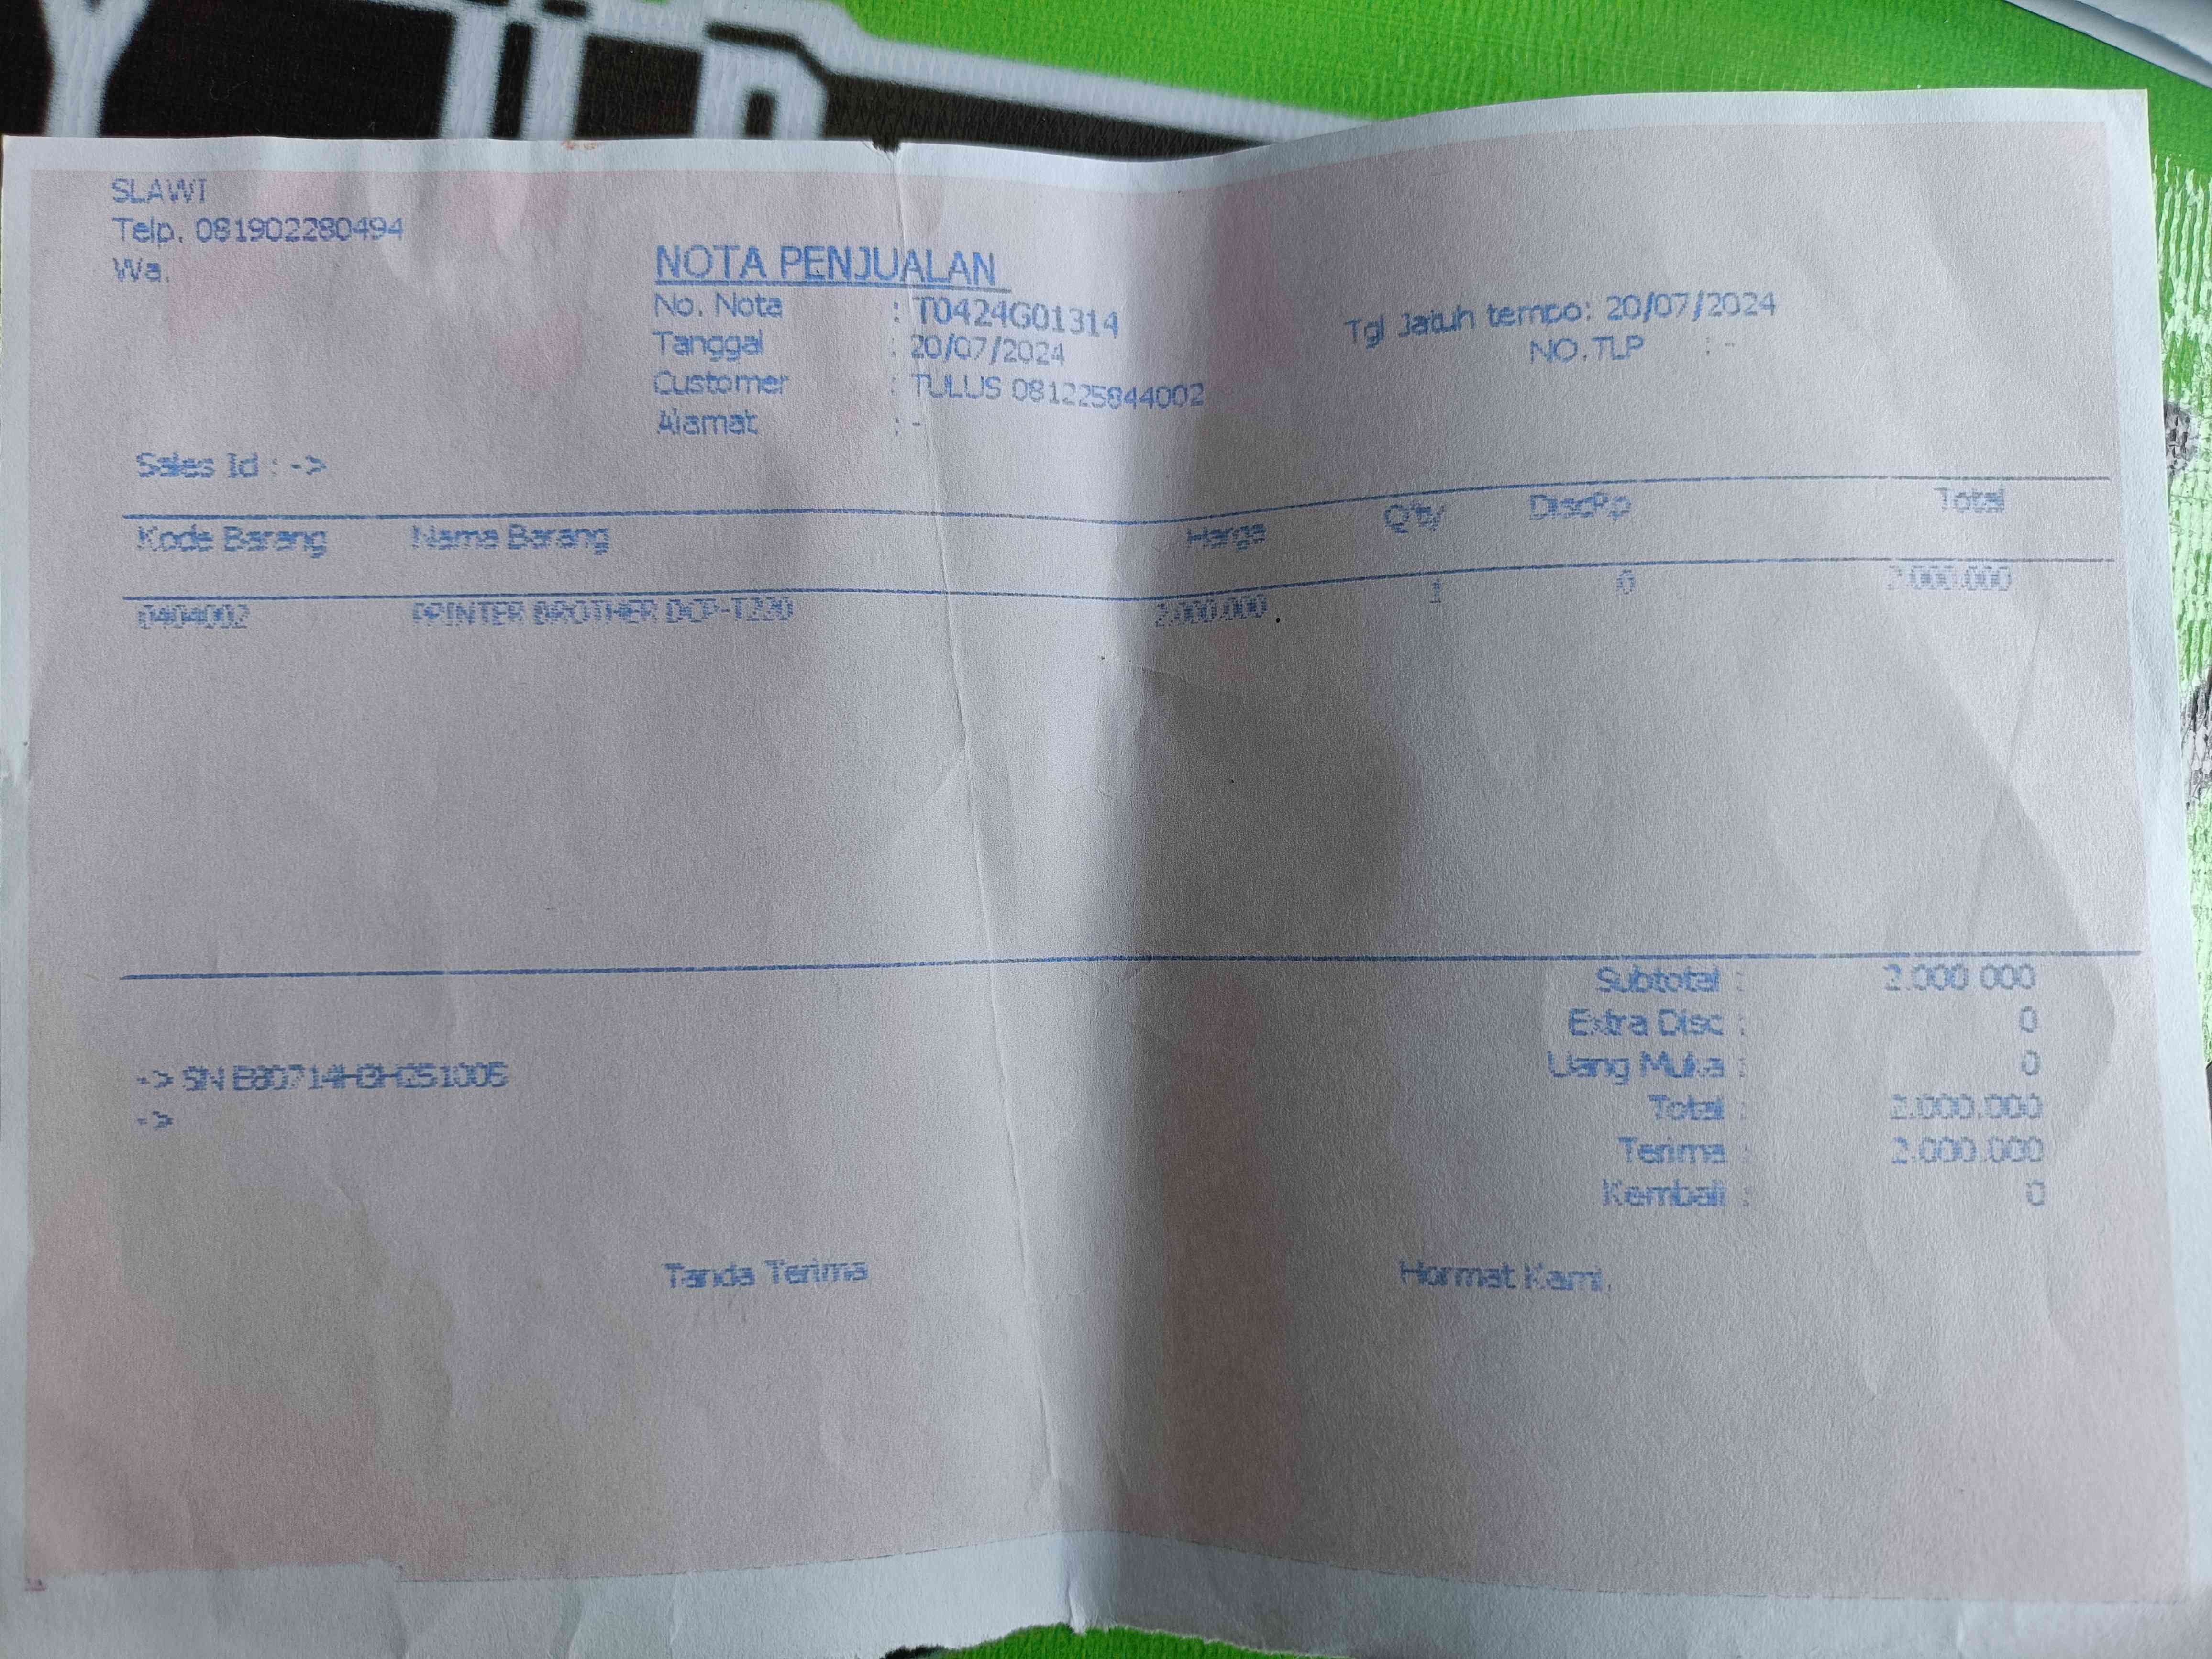 SLAWI
Telp. 081902280494
Wa.
NOTA PENJUALAN
No. Nota : T0424G01314
Tgl Jatuh tempo: 20/07/2024
Tanggal : 20/07/2024
NO.TLP : -
Customer : TULUS 081225844002
Alamat : -
Sales Id : ->
Kode Barang Nama Barang Harga Qty DiscRp Total
0404002 PRINTER BROTHER DCP-T220 2.000.000 1 0 2.000.000
Subtotal : 2.000 000
Extra Disc : 0
Uang Muka : 0
-> SN
->
Total : 2.000.000
Terima : 2.000.000
Kembali : 0
Tanda Terima Hormat Kami,